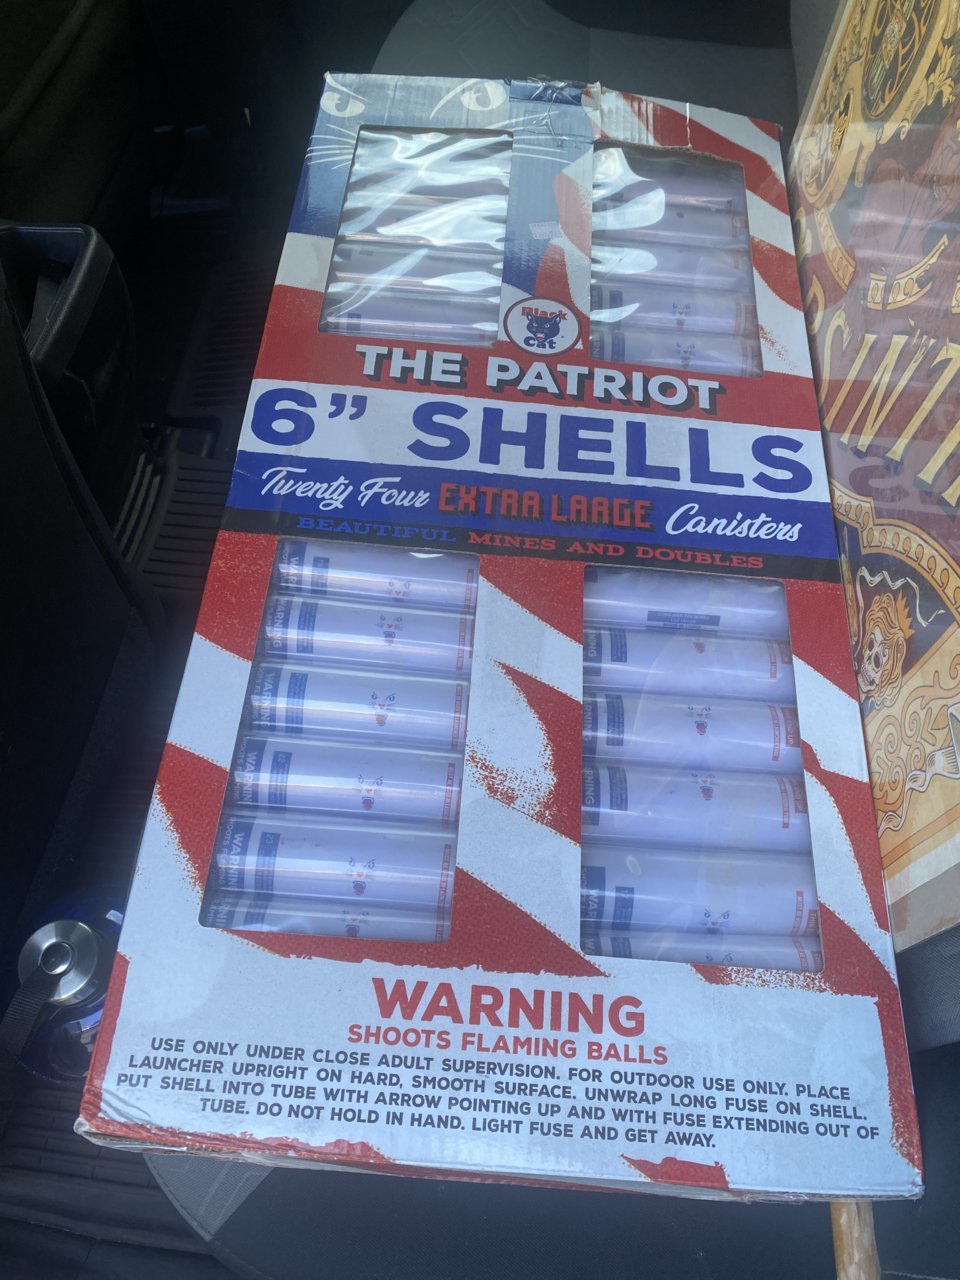 Black
Cat
THE PATRIOT
6” SHELLS
Twenty Four EXTRA LARGE Canisters
BEAUTIFUL MINES AND DOUBLES
WARNING
SHOOTS FLAMING BALLS
USE ONLY UNDER CLOSE ADULT SUPERVISION. FOR OUTDOOR USE ONLY. PLACE
LAUNCHER UPRIGHT ON HARD, SMOOTH SURFACE. UNWRAP LONG FUSE ON SHELL.
PUT SHELL INTO TUBE WITH ARROW POINTING UP AND WITH FUSE EXTENDING OUT OF
TUBE. DO NOT HOLD IN HAND. LIGHT FUSE AND GET AWAY.
WARNING
WARNING